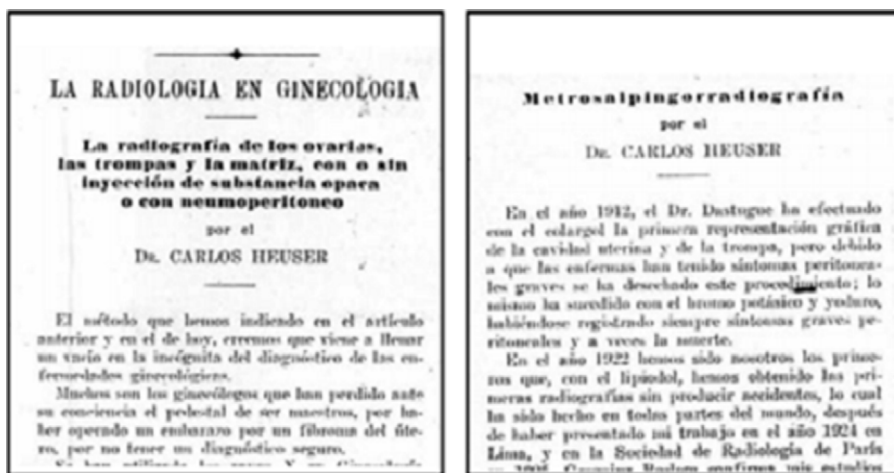 LA RADIOLOGIA EN GINECOLOGIA
La radiografía de los ovarios,
las trompas y la matriz, con o sin
inyección de substancia opaca
o con neumoperitoneo
por el
DR. CARLOS HEUSER
El método que hemos indicado en el artículo
anterior y en el de hoy, creemos que viene a llenar
un vacío en la incógnita del diagnóstico de las en-
fermedades ginecológicas.
Muchos son los ginecólogos que han perdido ante
su conciencia el pedestal de ser maestros, por ha-
ber operado un embarazo por un fibroma del úte-
ro, por no tener un diagnóstico seguro.
Metrosalpingorradiografía
por el
DR. CARLOS HEUSER
En el año 1912, el Dr. Dastugue ha efectuado
con el colargol la primera representación gráfica
de la cavidad uterina y de la trompa, pero debido
a que las enfermas han tenido síntomas peritonea-
les graves se ha desechado este procedimiento; lo
mismo ha sucedido con el bromo potásico y yoduro,
habiéndose registrado siempre síntomas graves pe-
ritoneales y a veces la muerte.
En el año 1922 hemos sido nosotros los prime-
ros que, con el lipiodol, hemos obtenido las pri-
meras radiografías sin producir accidentes, lo cual
ha sido hecho en todas partes del mundo, después
de haber presentado mi trabajo en el año 1924 en
Lima, y en la Sociedad de Radiología de París